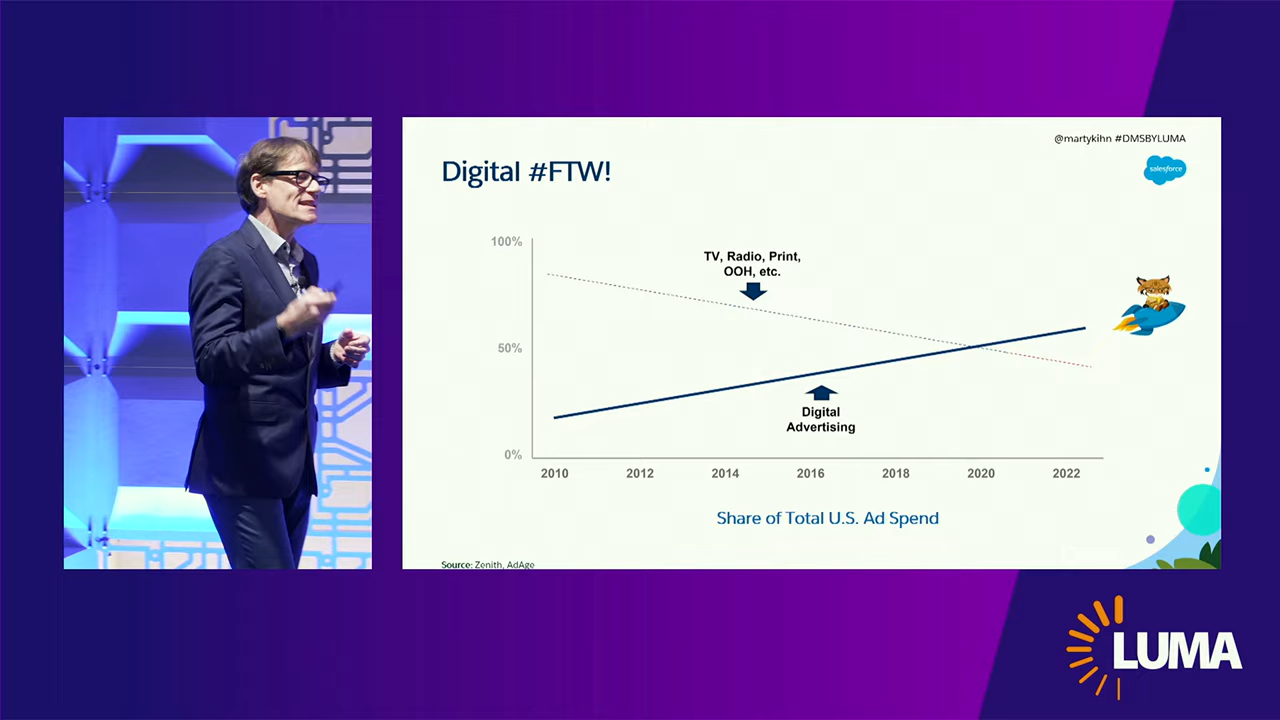 @martykihn #DMSBYLUMA
Digital #FTW!
salesforce
100%
TV, Radio, Print,
OOH, etc.
50%
Digital
Advertising
0%
2010 2012 2014 2016 2018 2020 2022
Share of Total U.S. Ad Spend
Source: Zenith, AdAge
LUMA